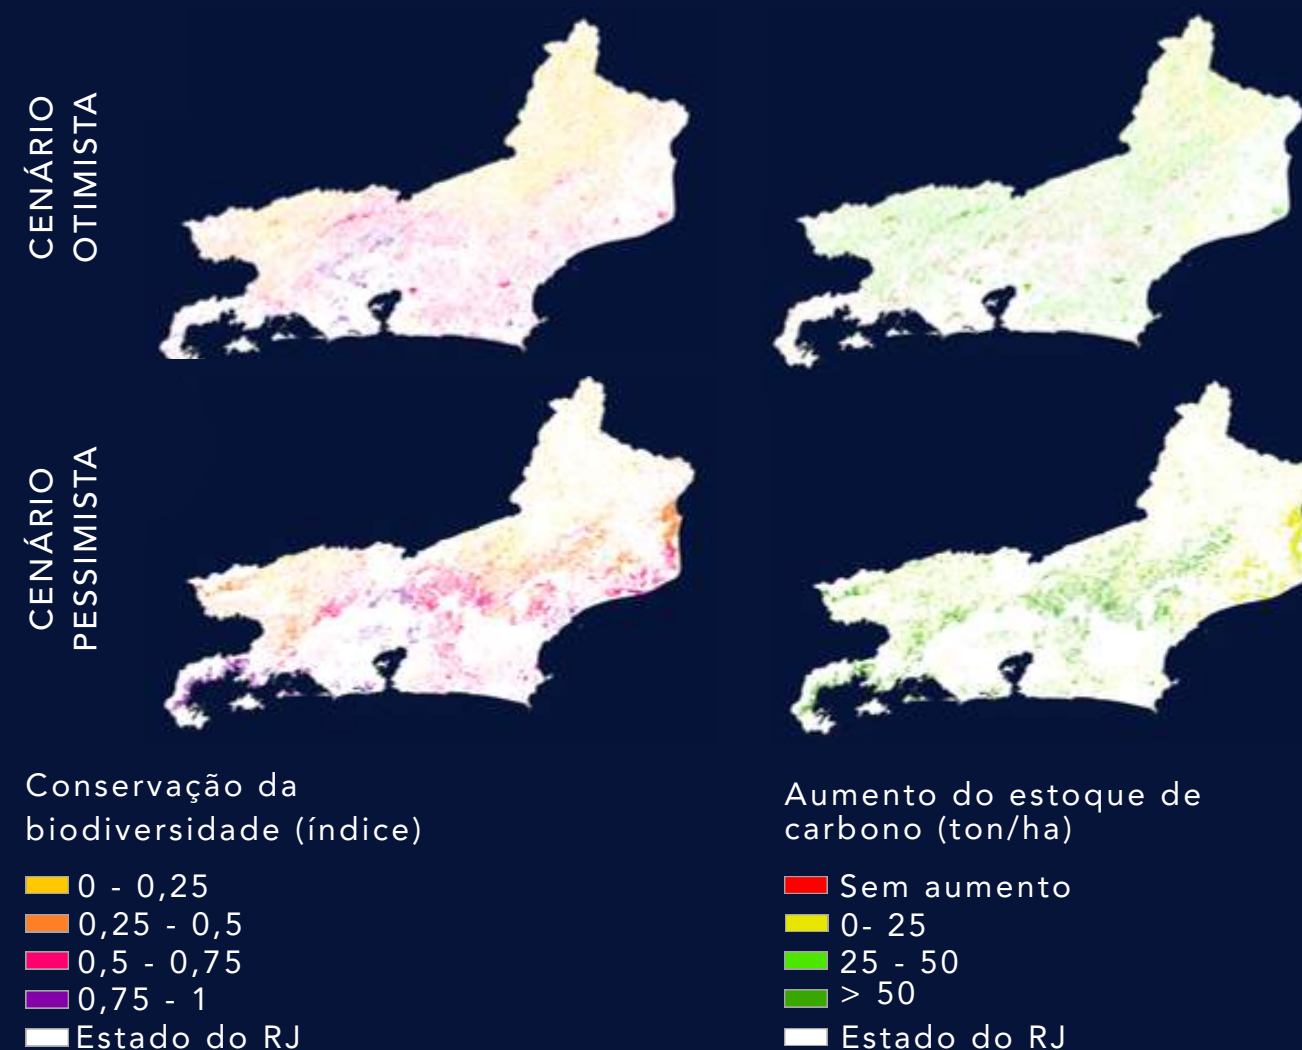 CENÁRIO
OTIMISTA
CENÁRIO
PESSIMISTA
Conservação da
biodiversidade (índice)
0 - 0,25
0,25 - 0,5
0,5 - 0,75
0,75 - 1
Estado do RJ
Aumento do estoque de
carbono (ton/ha)
Sem aumento
0- 25
25 - 50
> 50
Estado do RJ